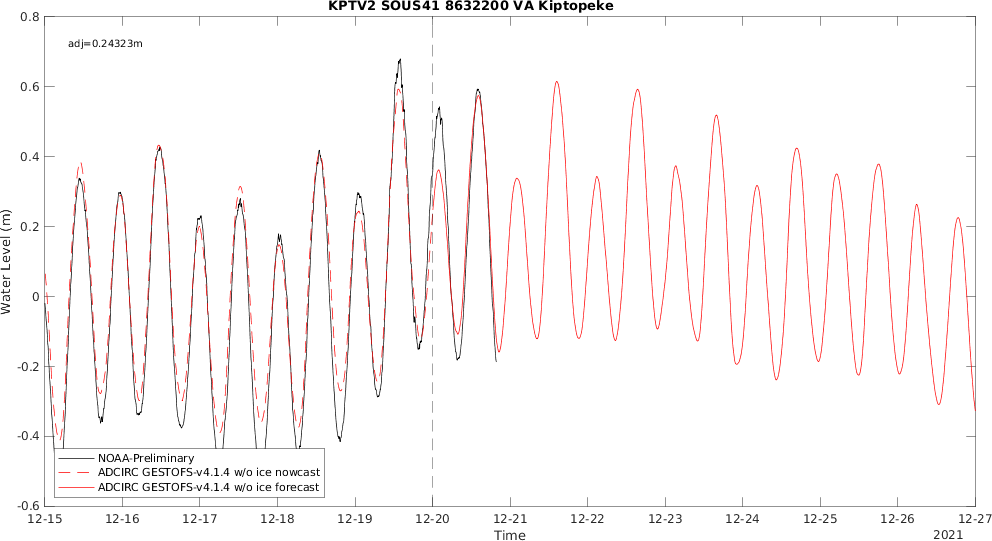 KPTV2 SOUS41 8632200 VA Kiptopeke
adj=0.24323m
Water Level (m)
0.8
0.6
0.4
0.2
0
-0.2
-0.4
-0.6
NOAA-Preliminary
ADCIRC GESTOFS-v4.1.4 w/o ice nowcast
ADCIRC GESTOFS-v4.1.4 w/o ice forecast
12-15 12-16 12-17 12-18 12-19 12-20 12-21 12-22 12-23 12-24 12-25 12-26 12-27
Time
2021